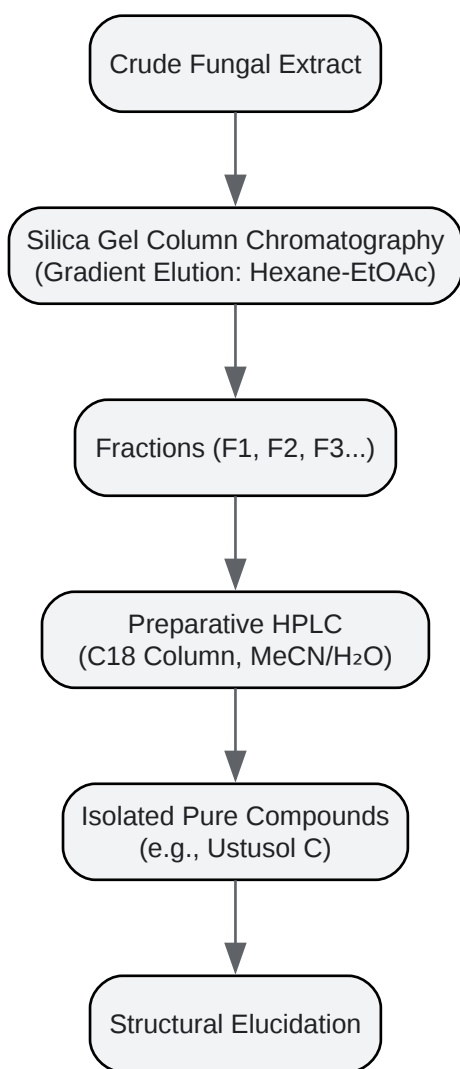 Crude Fungal Extract
Silica Gel Column Chromatography
(Gradient Elution: Hexane-EtOAc)
Fractions (F1, F2, F3...)
Preparative HPLC
(C18 Column, MeCN/H₂O)
Isolated Pure Compounds
(e.g., Ustusol C)
Structural Elucidation